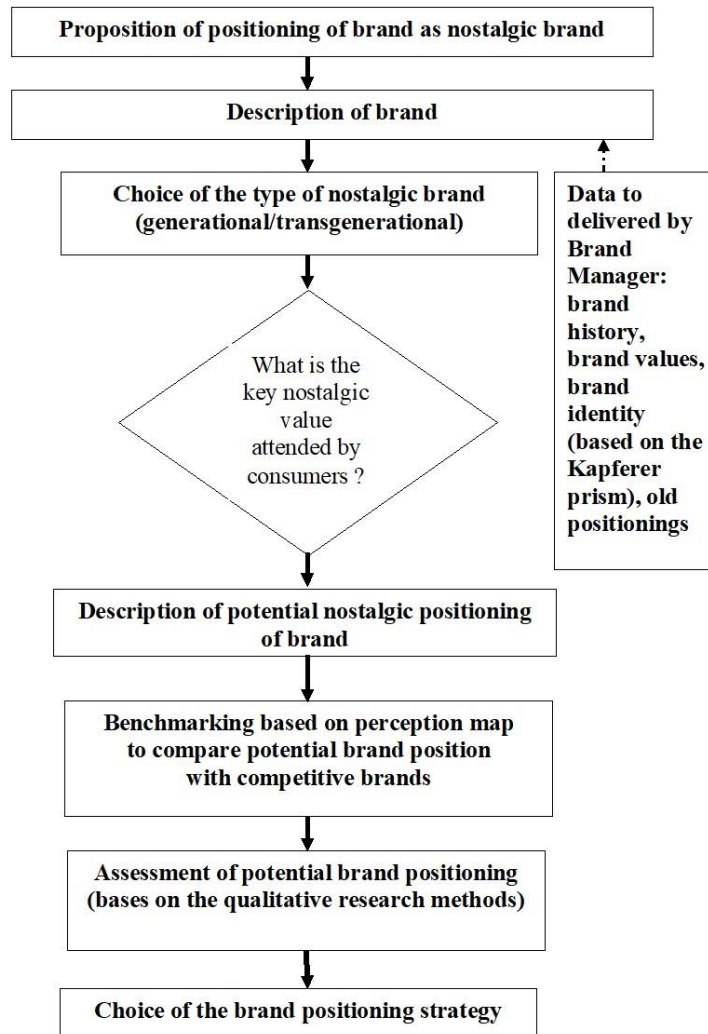 Proposition of positioning of brand as nostalgic brand
Description of brand
Choice of the type of nostalgic brand
(generational/transgenerational)
Data to
delivered by
Brand
Manager:
brand
history,
brand values,
brand
identity
(based on the
Kapferer
prism), old
positionings
What is the
key nostalgic
value
attended by
consumers ?
Description of potential nostalgic positioning
of brand
Benchmarking based on perception map
to compare potential brand position
with competitive brands
Assessment of potential brand positioning
(bases on the qualitative research methods)
Choice of the brand positioning strategy